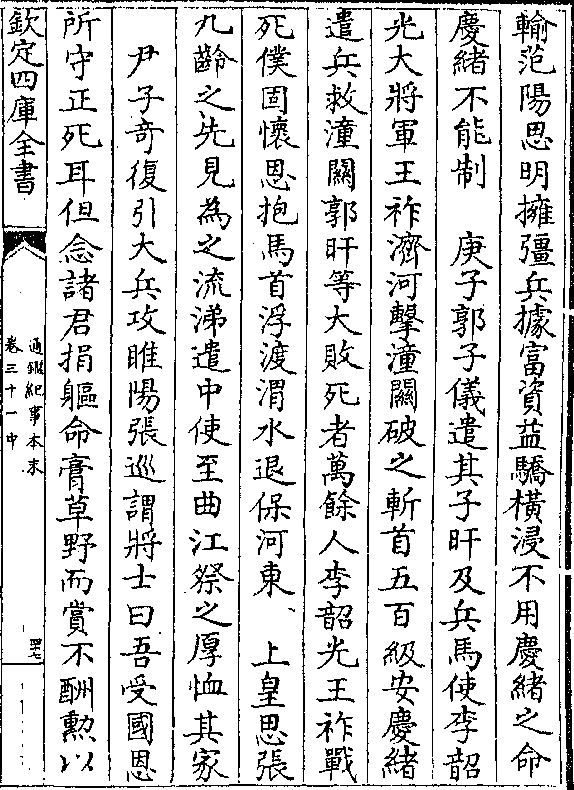 輸范陽思明擁彊兵據富資益驕橫浸不用慶緒之命
慶緒不能制　庚子郭子儀遣其子旰及兵馬使李韶
光大將軍王祚濟河擊潼關破之斬首五百級安慶緒
遣兵救潼關郭旰等大敗死者萬餘人李韶光王祚戰
死僕固懷恩抱馬首浮渡渭水退保河東　上皇思張
九齡之先見為之流涕遣中使至曲江祭之厚恤其家
尹子奇復引大兵攻睢陽張巡謂將士曰吾受國恩
所守正死耳但念諸君捐軀命膏草野而賞不酬勲以
欽定四庫全書
通鑑紀事本末
卷三十一中
四七